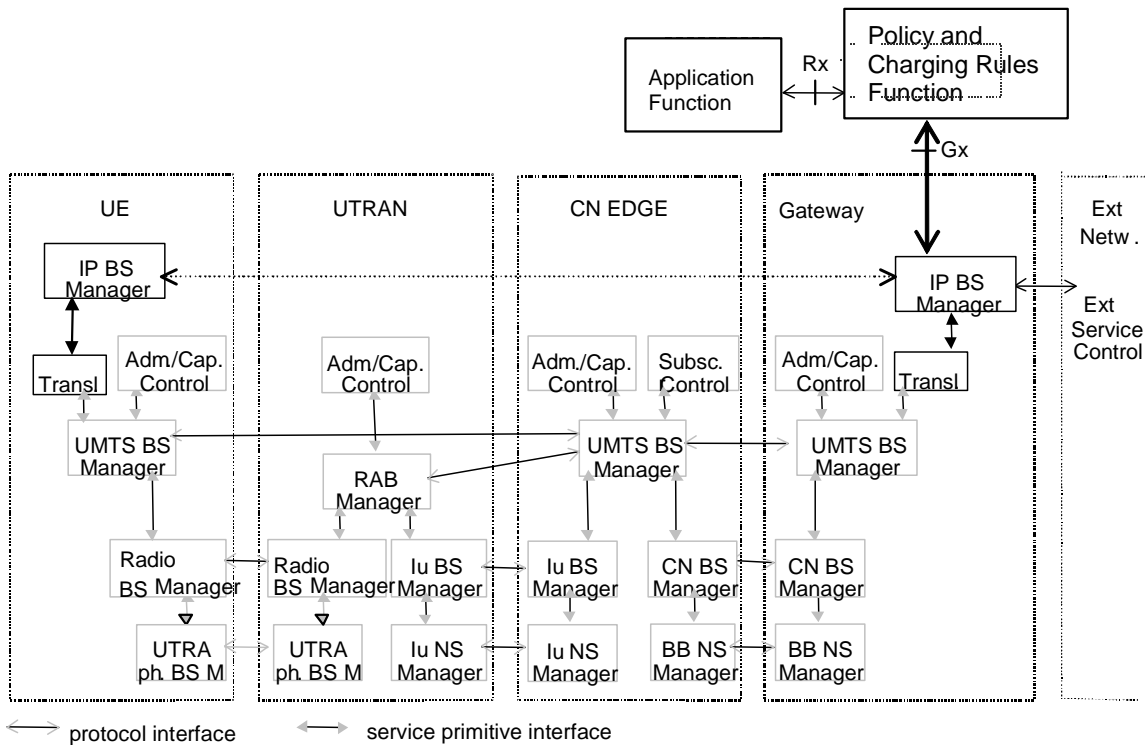 Policy and
Charging Rules
Function
Rx
Application
Function
Gx
UE
UTRAN
CN EDGE
Gateway
Ext
Netw .
IP BS
Manager
IP BS
Manager
Ext
Service
Control
Adm/Cap.
Control
Adm/Cap.
Control
Adm./Cap.
Control
Subsc.
Control
Adm/Cap.
Control
Transl
Transl
UMTS BS
Manager
UMTS BS
Manager
UMTS BS
Manager
RAB
Manager
Radio
BS Manager
Radio
BS Manager
Iu BS
Manager
Iu BS
Manager
CN BS
Manager
CN BS
Manager
UTRA
ph. BS M
UTRA
ph. BS M
Iu NS
Manager
Iu NS
Manager
BB NS
Manager
BB NS
Manager
protocol interface
service primitive interface